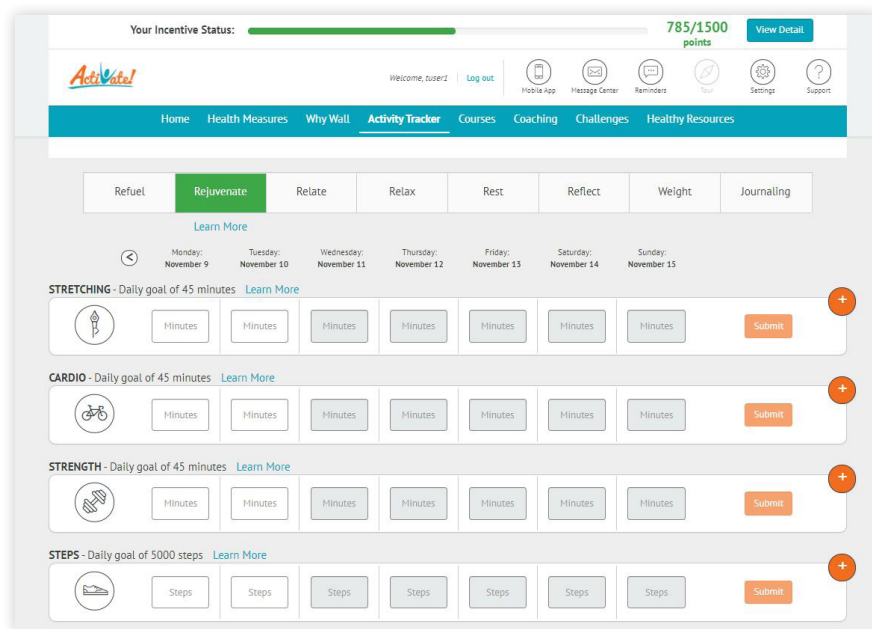 Your Incentive Status: 785/1500 points View Detail
ActiVate! Welcome, tuser1 Log out Mobile App Message Center Reminders Tour Settings Support
Home Health Measures Why Wall Activity Tracker Courses Coaching Challenges Healthy Resources
Refuel Rejuvenate Relate Relax Rest Reflect Weight Journaling
Learn More
< Monday: Tuesday: Wednesday: Thursday: Friday: Saturday: Sunday:
November 9 November 10 November 11 November 12 November 13 November 14 November 15
STRETCHING - Daily goal of 45 minutes Learn More
+
Minutes Minutes Minutes Minutes Minutes Minutes Minutes Submit
CARDIO - Daily goal of 45 minutes Learn More
+
Minutes Minutes Minutes Minutes Minutes Minutes Minutes Submit
STRENGTH - Daily goal of 45 minutes Learn More
+
Minutes Minutes Minutes Minutes Minutes Minutes Minutes Submit
STEPS - Daily goal of 5000 steps Learn More
+
Steps Steps Steps Steps Steps Steps Steps Submit